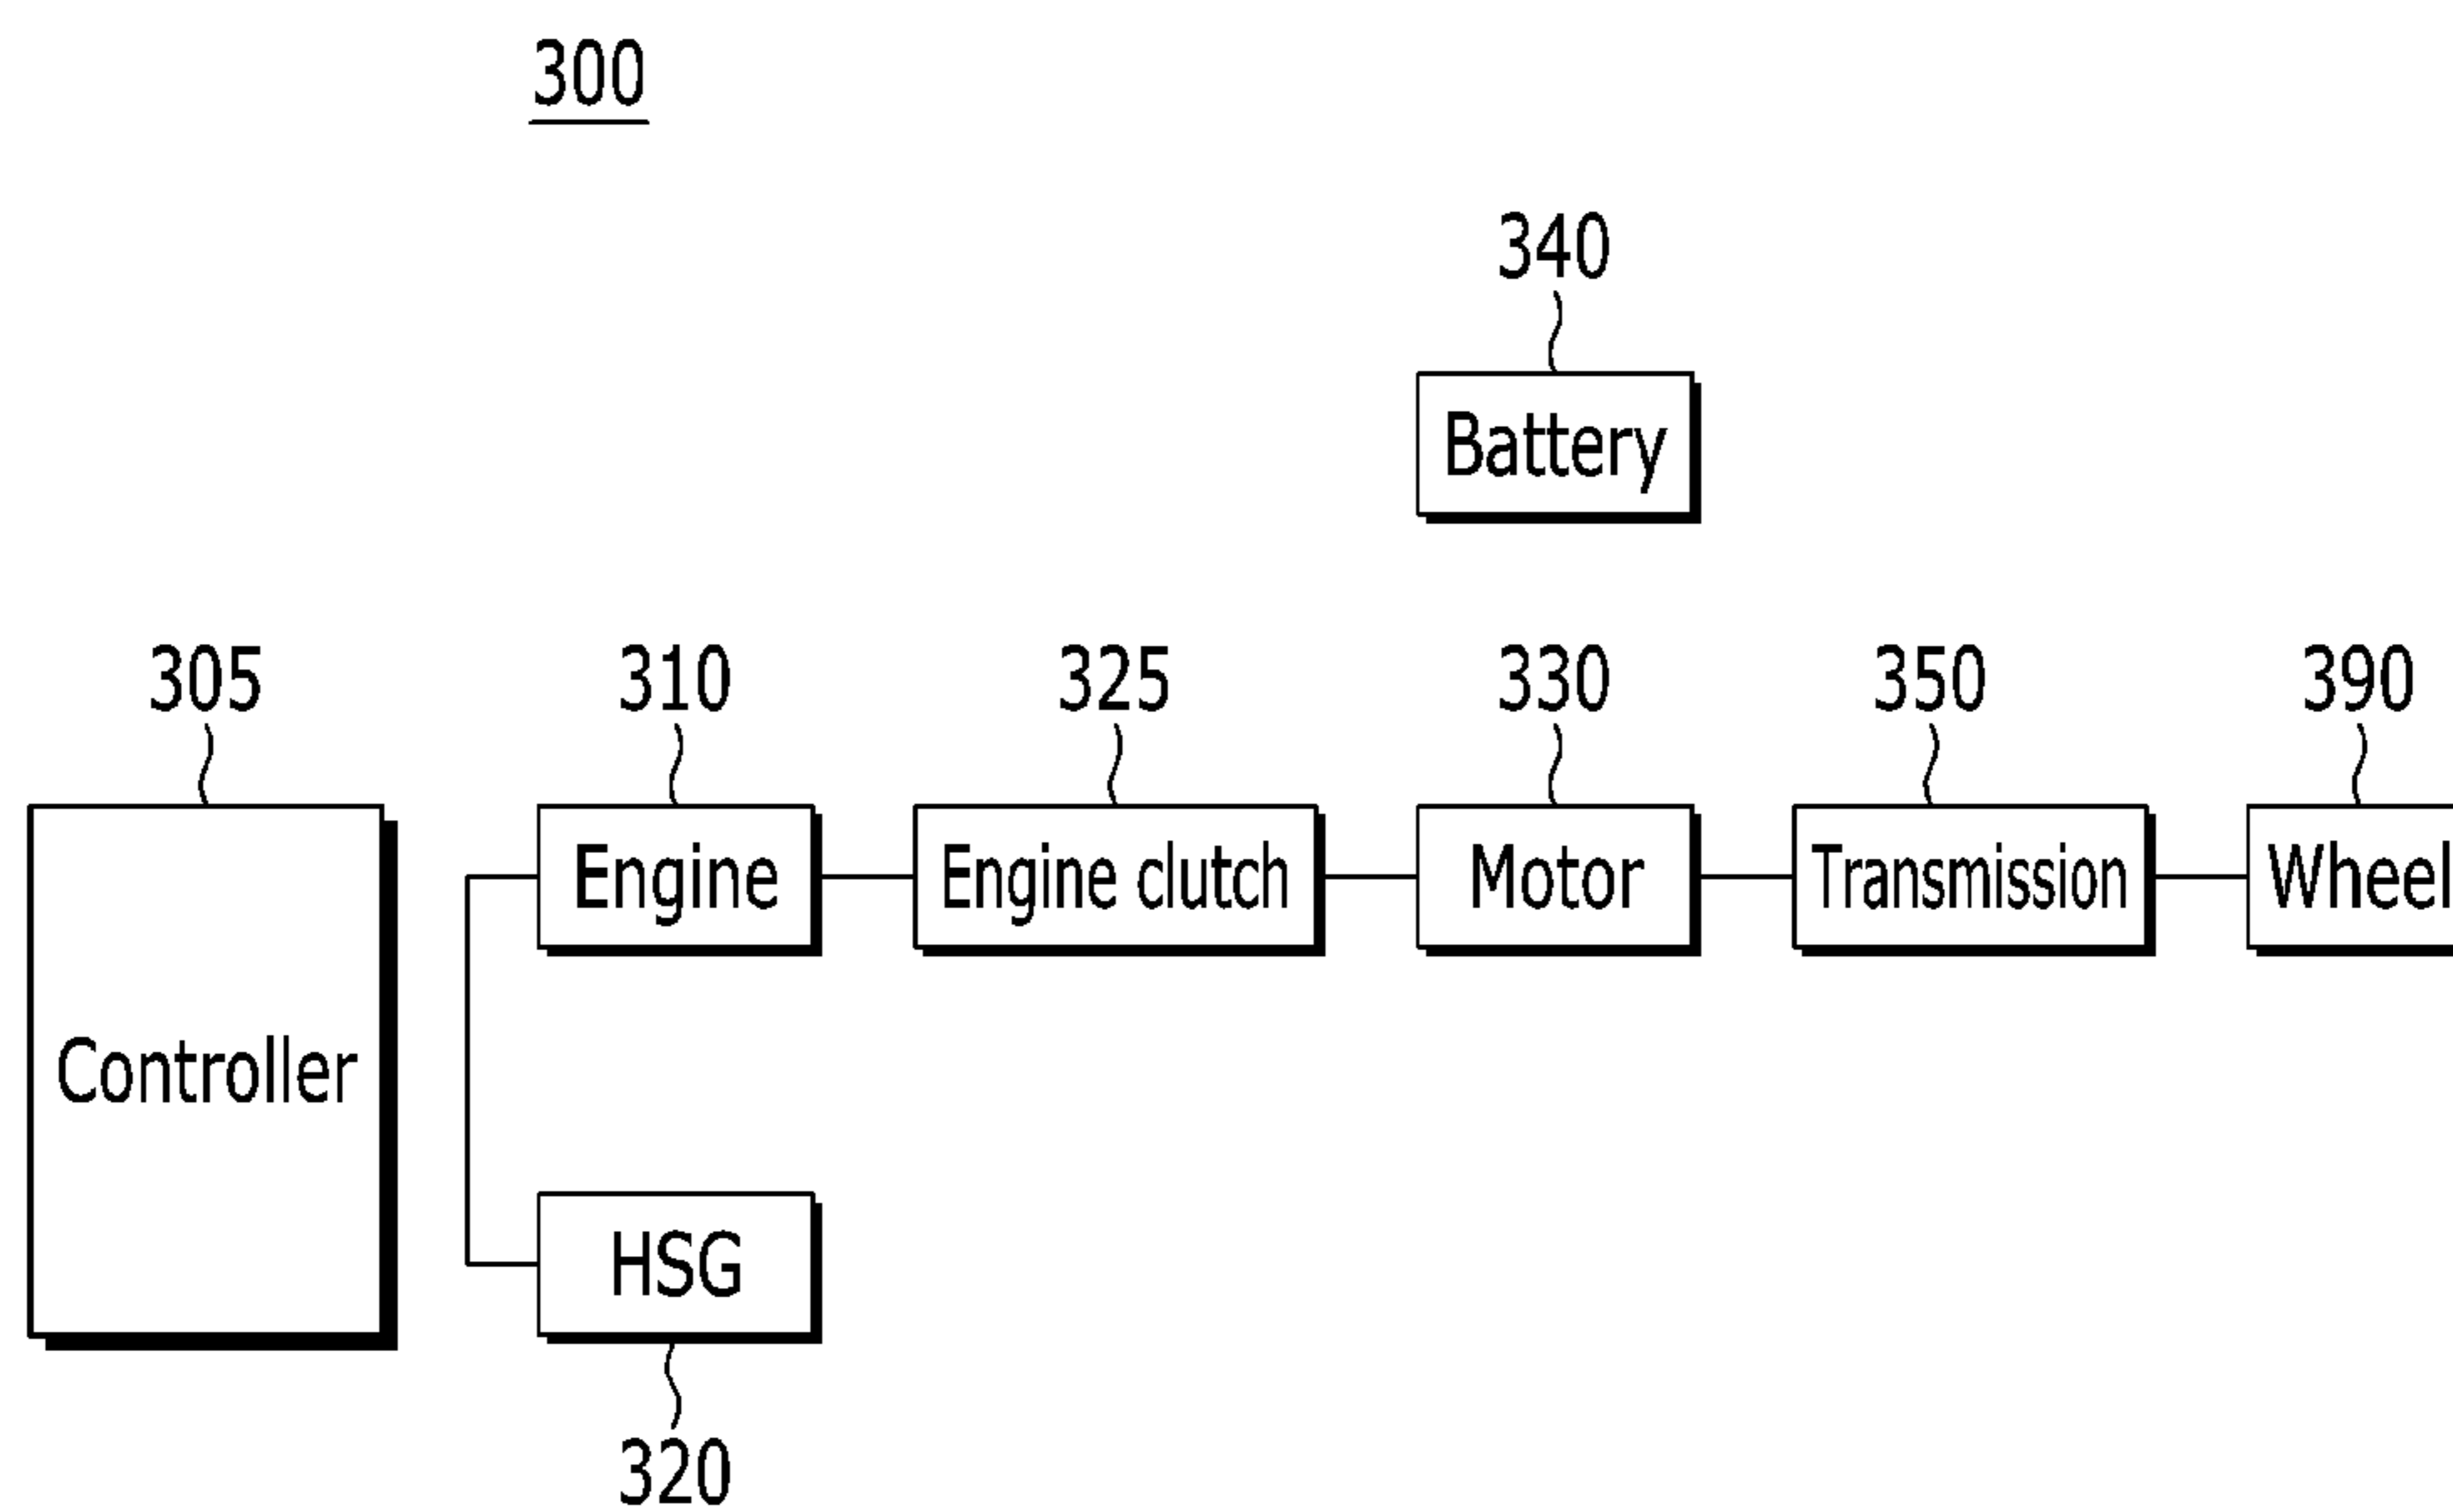 300
340
Battery
305 310 325 330 350 390
Engine Engine clutch Motor Transmission Wheel
Controller
HSG
320